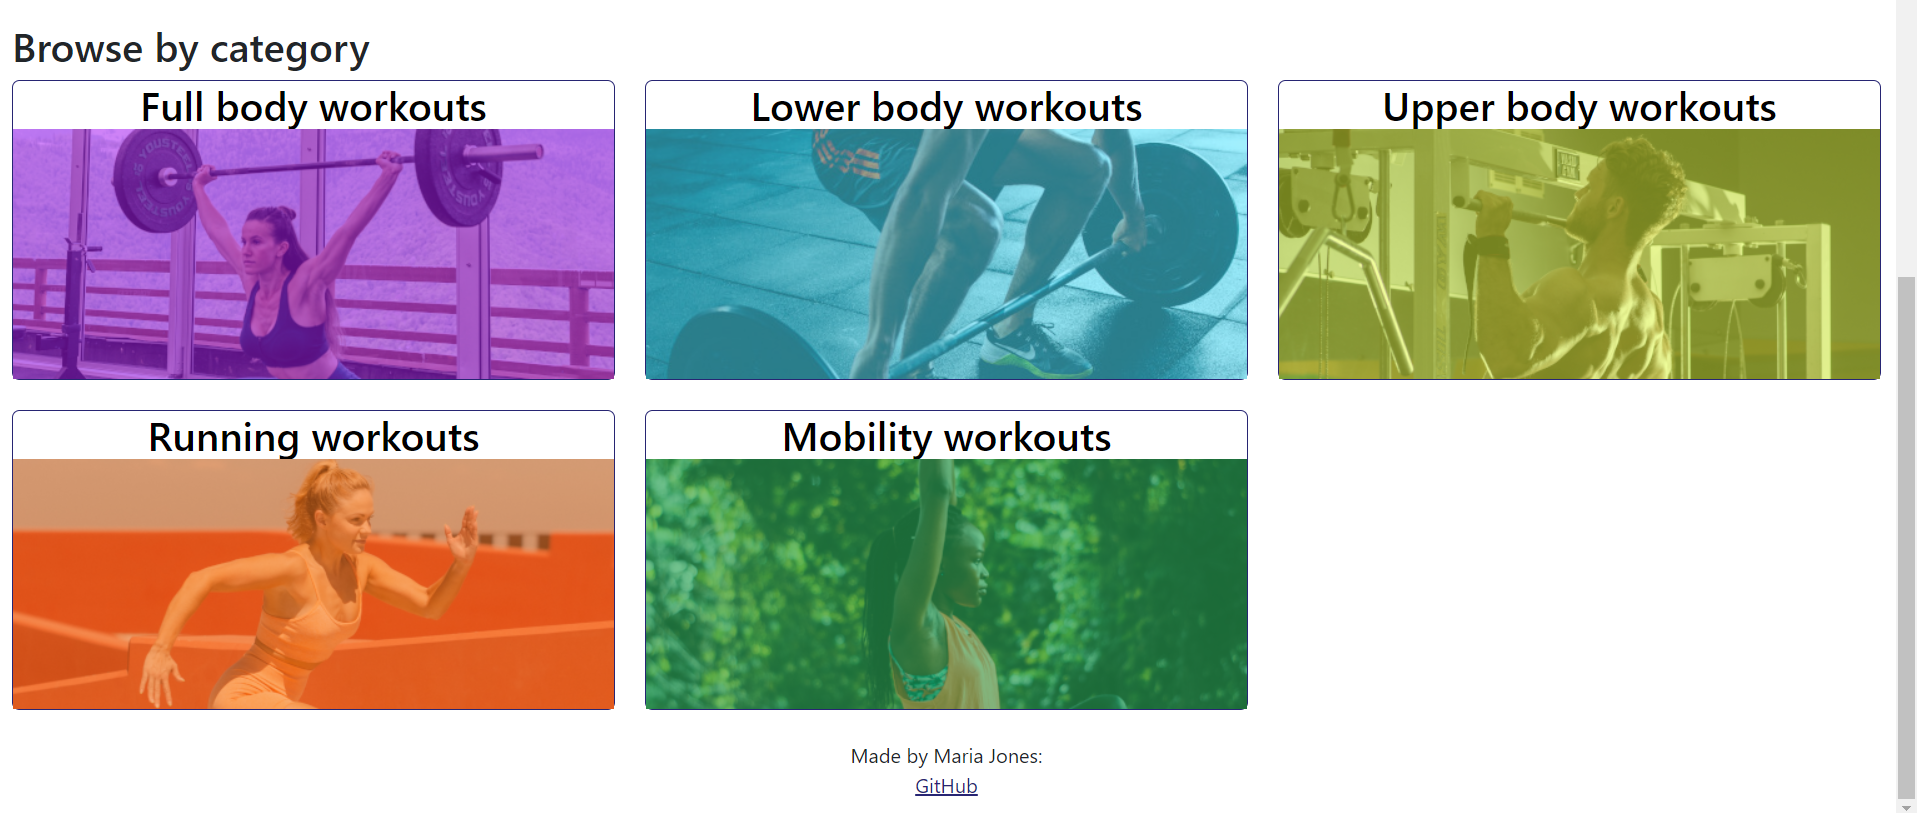 Browse by category
Full body workouts
Lower body workouts
Upper body workouts
Running workouts
Mobility workouts
Made by Maria Jones:
GitHub